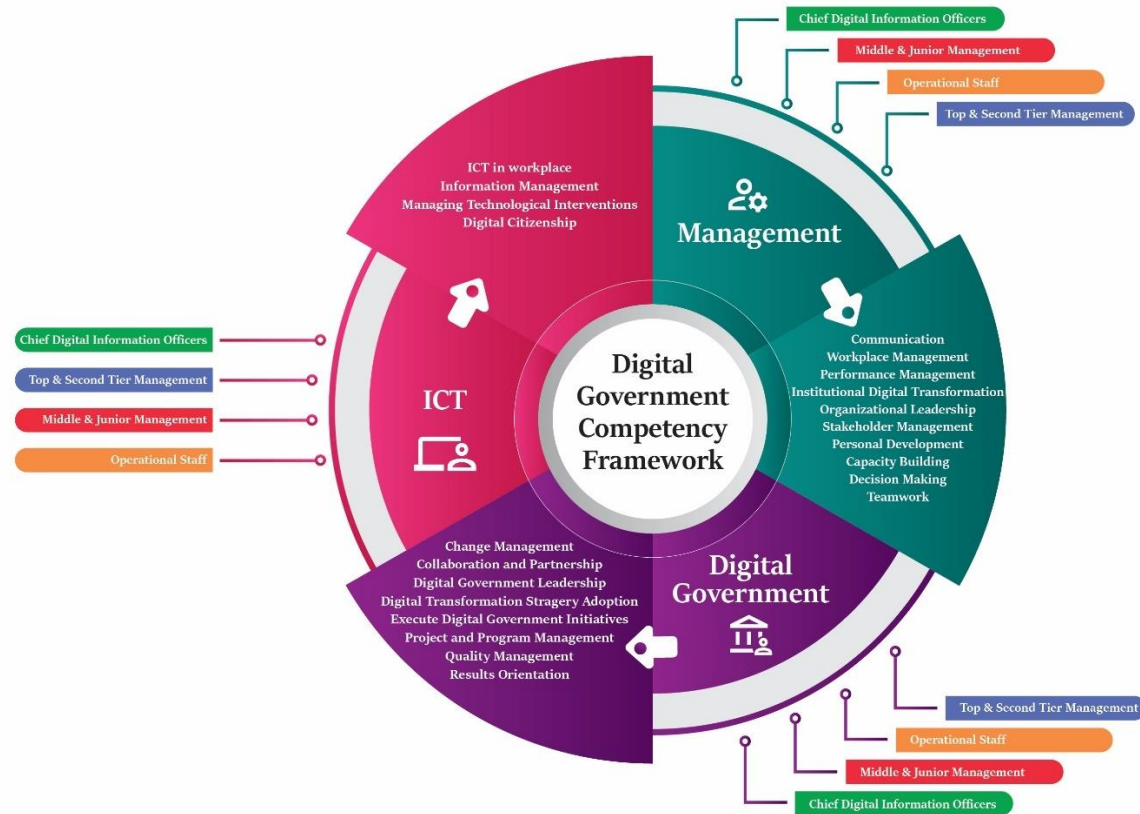 Chief Digital Information Officers
Middle & Junior Management
Operational Staff
Top & Second Tier Management
ICT in workplace
Information Management
Managing Technological Interventions
Digital Citizenship
Management
Communication
Workplace Management
Performance Management
Institutional Digital Transformation
Organizational Leadership
Stakeholder Management
Personal Development
Capacity Building
Decision Making
Teamwork
Digital
Government
Competency
Framework
Chief Digital Information Officers
Top & Second Tier Management
Middle & Junior Management
Operational Staff
ICT
Change Management
Collaboration and Partnership
Digital Government Leadership
Digital Transformation Stragery Adoption
Execute Digital Government Initiatives
Project and Program Management
Quality Management
Results Orientation
Digital
Government
Top & Second Tier Management
Operational Staff
Middle & Junior Management
Chief Digital Information Officers